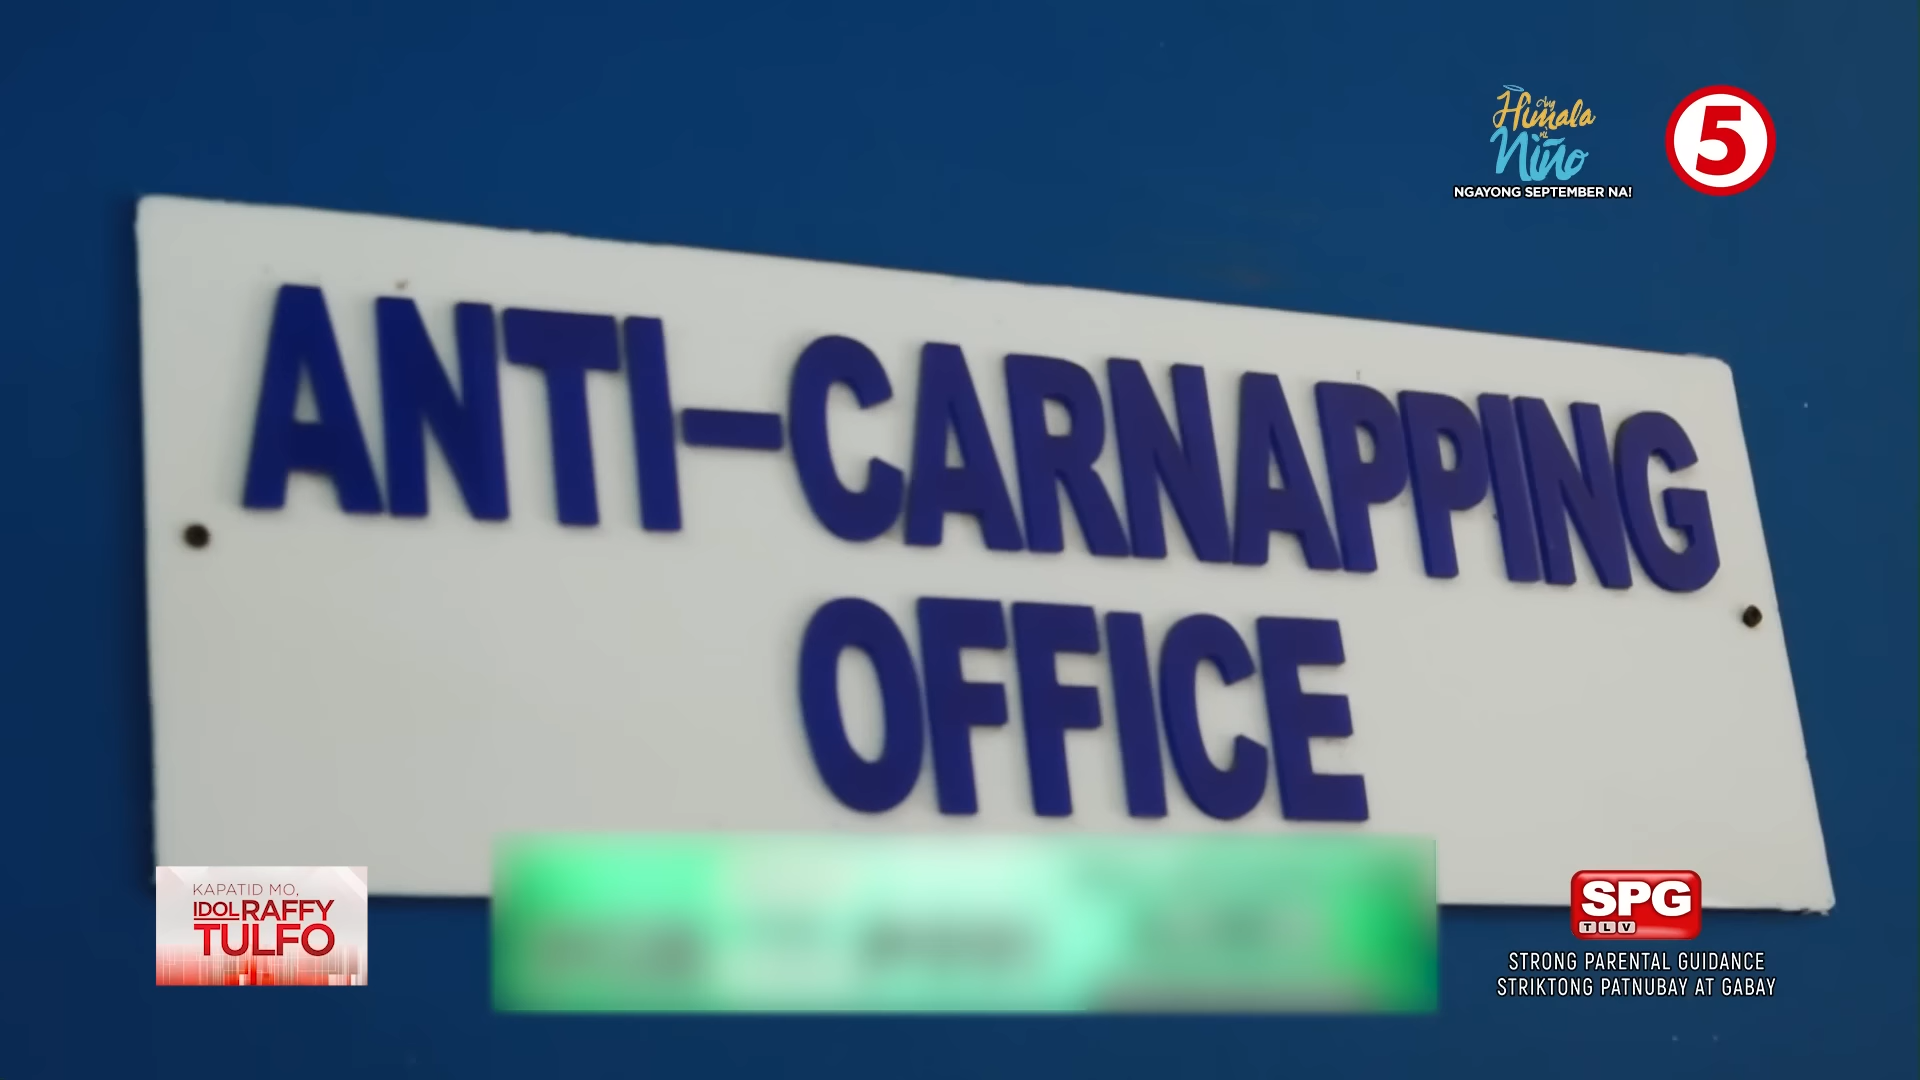 Ang
Himala
ni
Niño
NGAYONG SEPTEMBER NA!
5
ANTI-CARNAPPING
OFFICE
KAPATID MO,
IDOL RAFFY
TULFO
SPG
TLV
STRONG PARENTAL GUIDANCE
STRIKTONG PATNUBAY AT GABAY